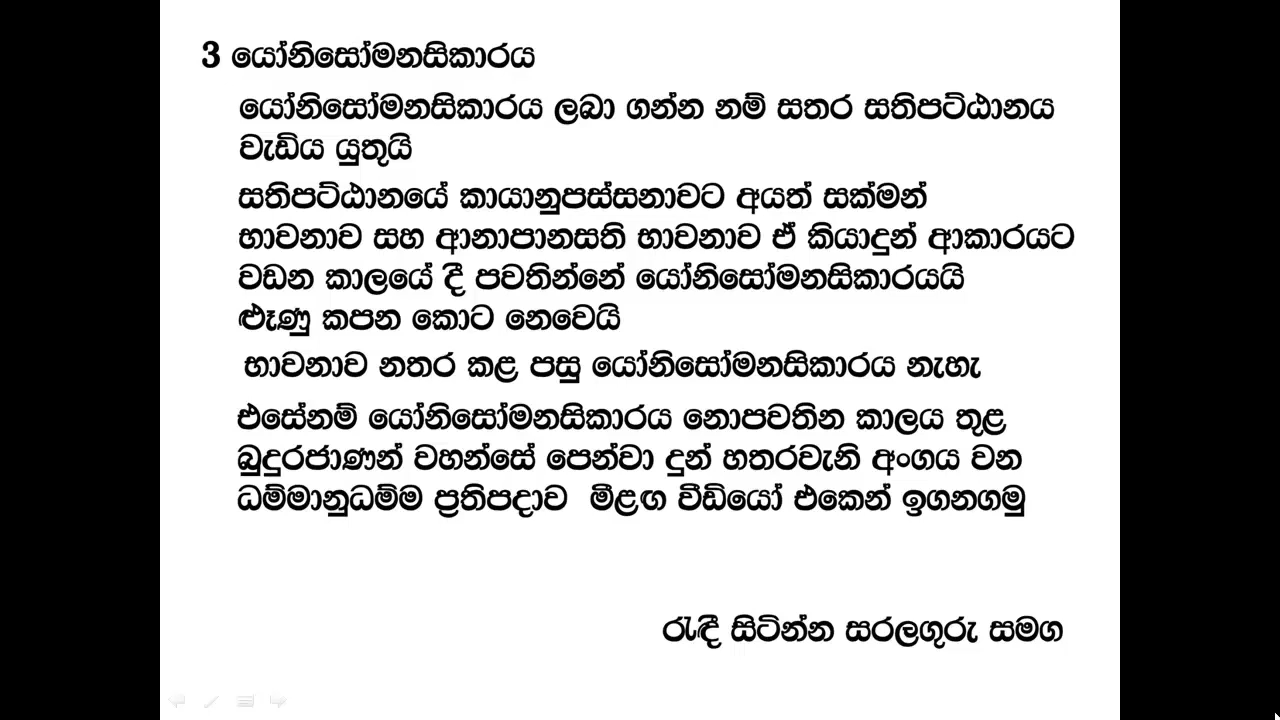 3 යෝනිසෝමනසිකාරය
යෝනිසෝමනසිකාරය ලබා ගන්න නම් සතර සතිපට්ඨානය
වැඩිය යුතුයි
සතිපට්ඨානයේ කායානුපස්සනාවට අයත් සක්මන්
භාවනාව සහ ආනාපානසති භාවනාව ඒ කියාදුන් ආකාරයට
වඩන කාලයේ දී පවතින්නේ යෝනිසෝමනසිකාරයයි
ළූණු කපන කොට නෙවෙයි
භාවනාව නතර කළ පසු යෝනිසෝමනසිකාරය නැහැ
එසේනම් යෝනිසෝමනසිකාරය නොපවතින කාලය තුළ
බුදුරජාණන් වහන්සේ පෙන්වා දුන් හතරවැනි අංගය වන
ධම්මානුධම්ම ප්‍රතිපදාව මීළඟ වීඩියෝ එකෙන් ඉගනගමු
රැඳී සිටින්න සරලගුරු සමග